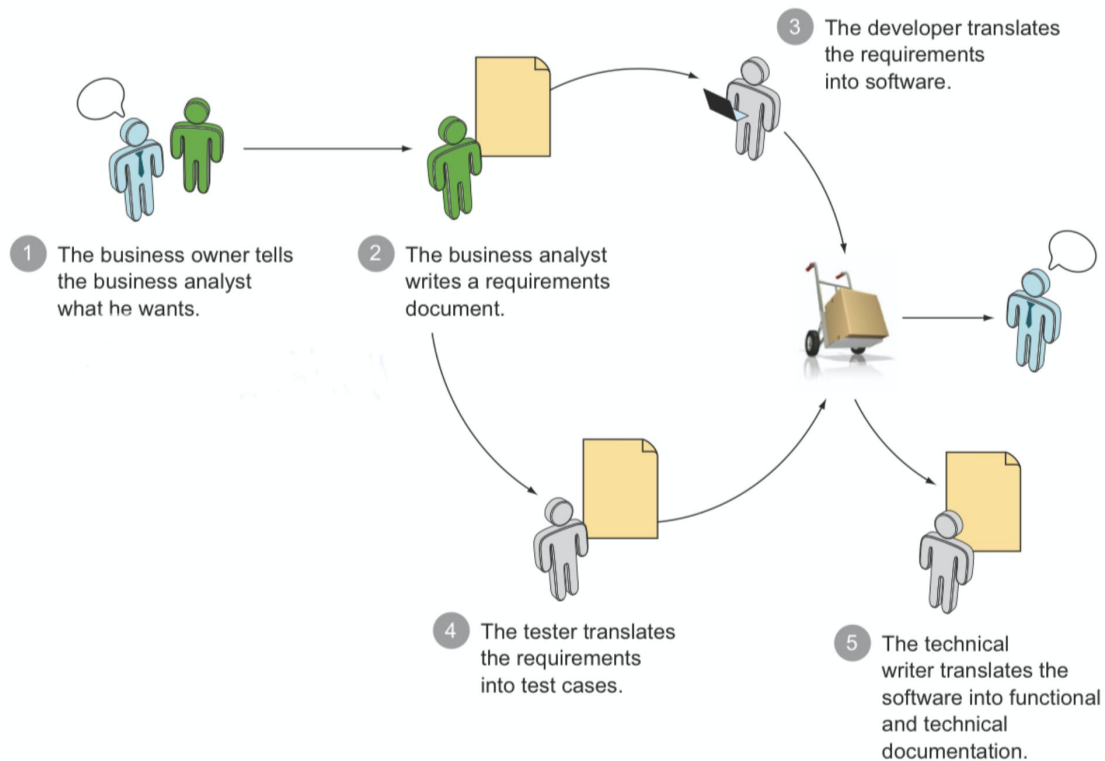 1
The business owner tells
the business analyst
what he wants.
2
The business analyst
writes a requirements
document.
3
The developer translates
the requirements
into software.
4
The tester translates
the requirements
into test cases.
5
The technical
writer translates the
software into functional
and technical
documentation.